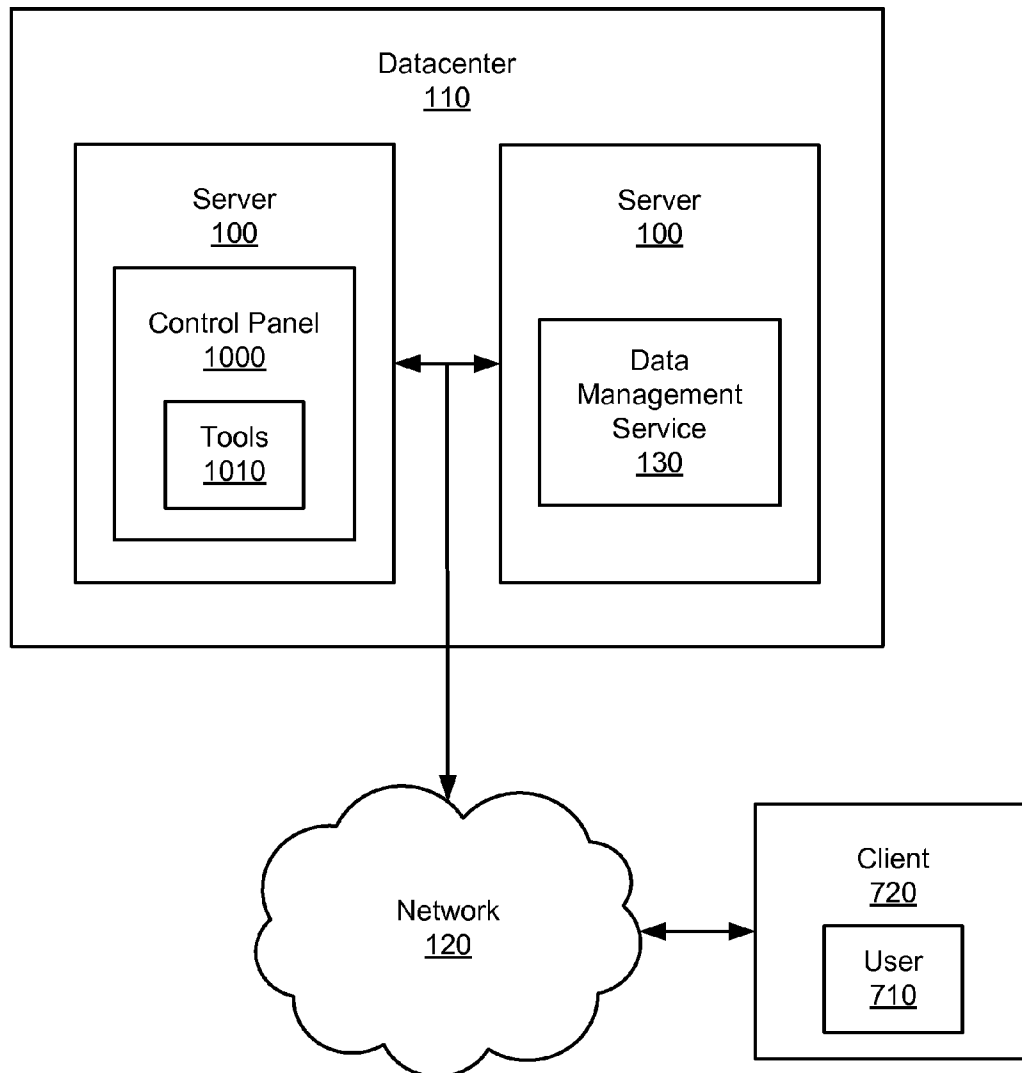 Datacenter
110
Server
100
Control Panel
1000
Tools
1010
Server
100
Data
Management
Service
130
Network
120
Client
720
User
710